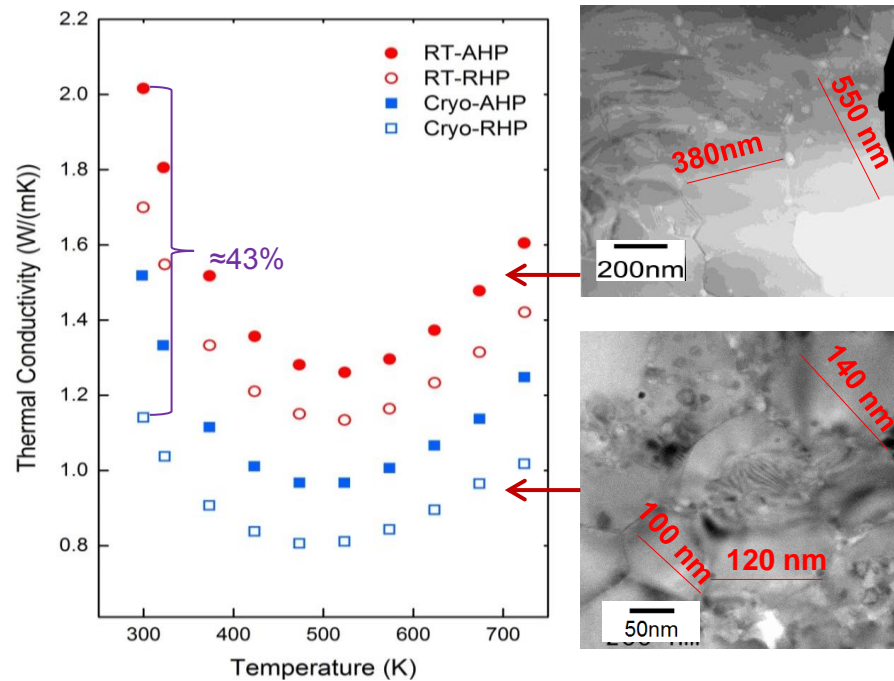 2.2
2.0
1.8
1.6
1.4
1.2
1.0
0.8
Thermal Conductivity (W/(mK))
RT-AHP
RT-RHP
Cryo-AHP
Cryo-RHP
≈43%
300
400
500
600
700
Temperature (K)
380nm
550 nm
200nm
140 nm
100 nm
120 nm
50nm